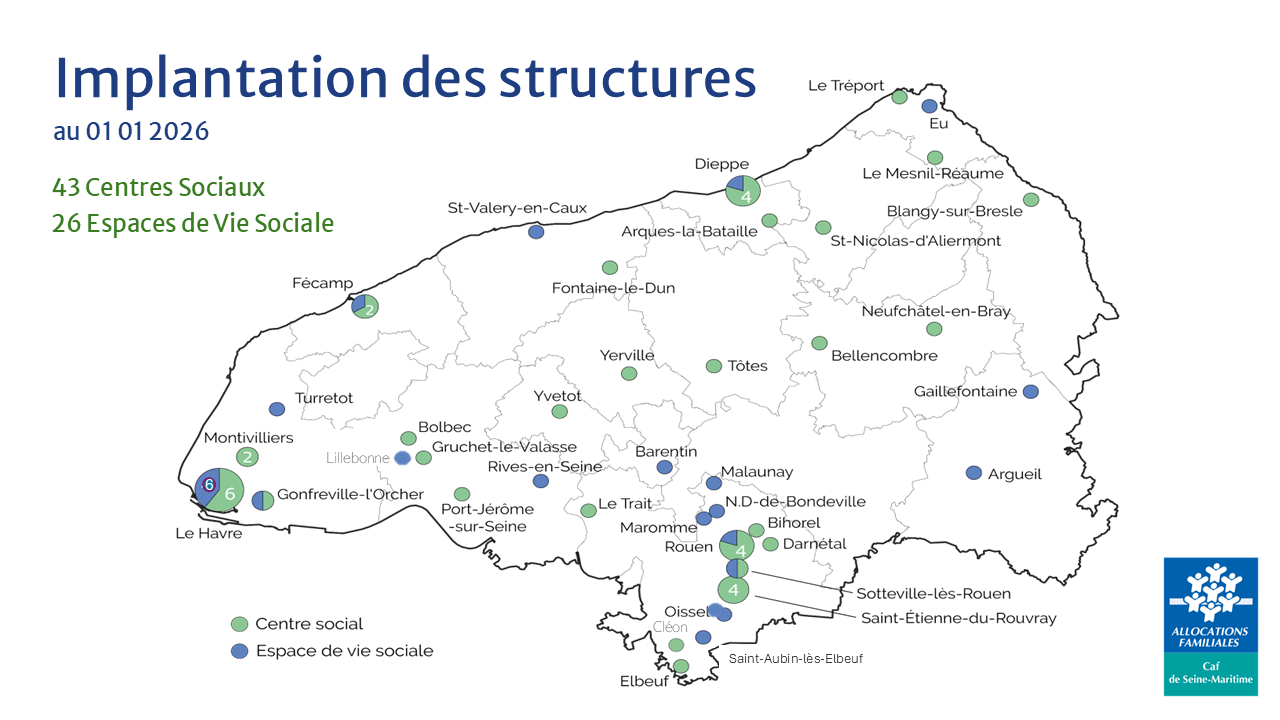 Implantation des structures
au 01 01 2026
43 Centres Sociaux
26 Espaces de Vie Sociale
Le Tréport
Eu
Le Mesnil-Réaume
Dieppe
4
Blangy-sur-Bresle
St-Valery-en-Caux
Arques-la-Bataille
St-Nicolas-d'Aliermont
Fécamp
2
Fontaine-le-Dun
Neufchâtel-en-Bray
Bellencombre
Yerville
Tôtes
Gaillefontaine
Turretot
Yvetot
Bolbec
Montivilliers
2
Gruchet-le-Valasse
Lillebonne
Rives-en-Seine
Barentin
Malaunay
Argueil
6
6
Gonfreville-l'Orcher
Le Havre
Port-Jérôme
-sur-Seine
Le Trait
N.D-de-Bondeville
Maromme
Bihorel
Rouen
4
Darnétal
Sotteville-lès-Rouen
4
Saint-Étienne-du-Rouvray
Oissel
Cléon
Saint-Aubin-lès-Elbeuf
Elbeuf
Centre social
Espace de vie sociale
ALLOCATIONS
FAMILIALES
Caf
de Seine-Maritime